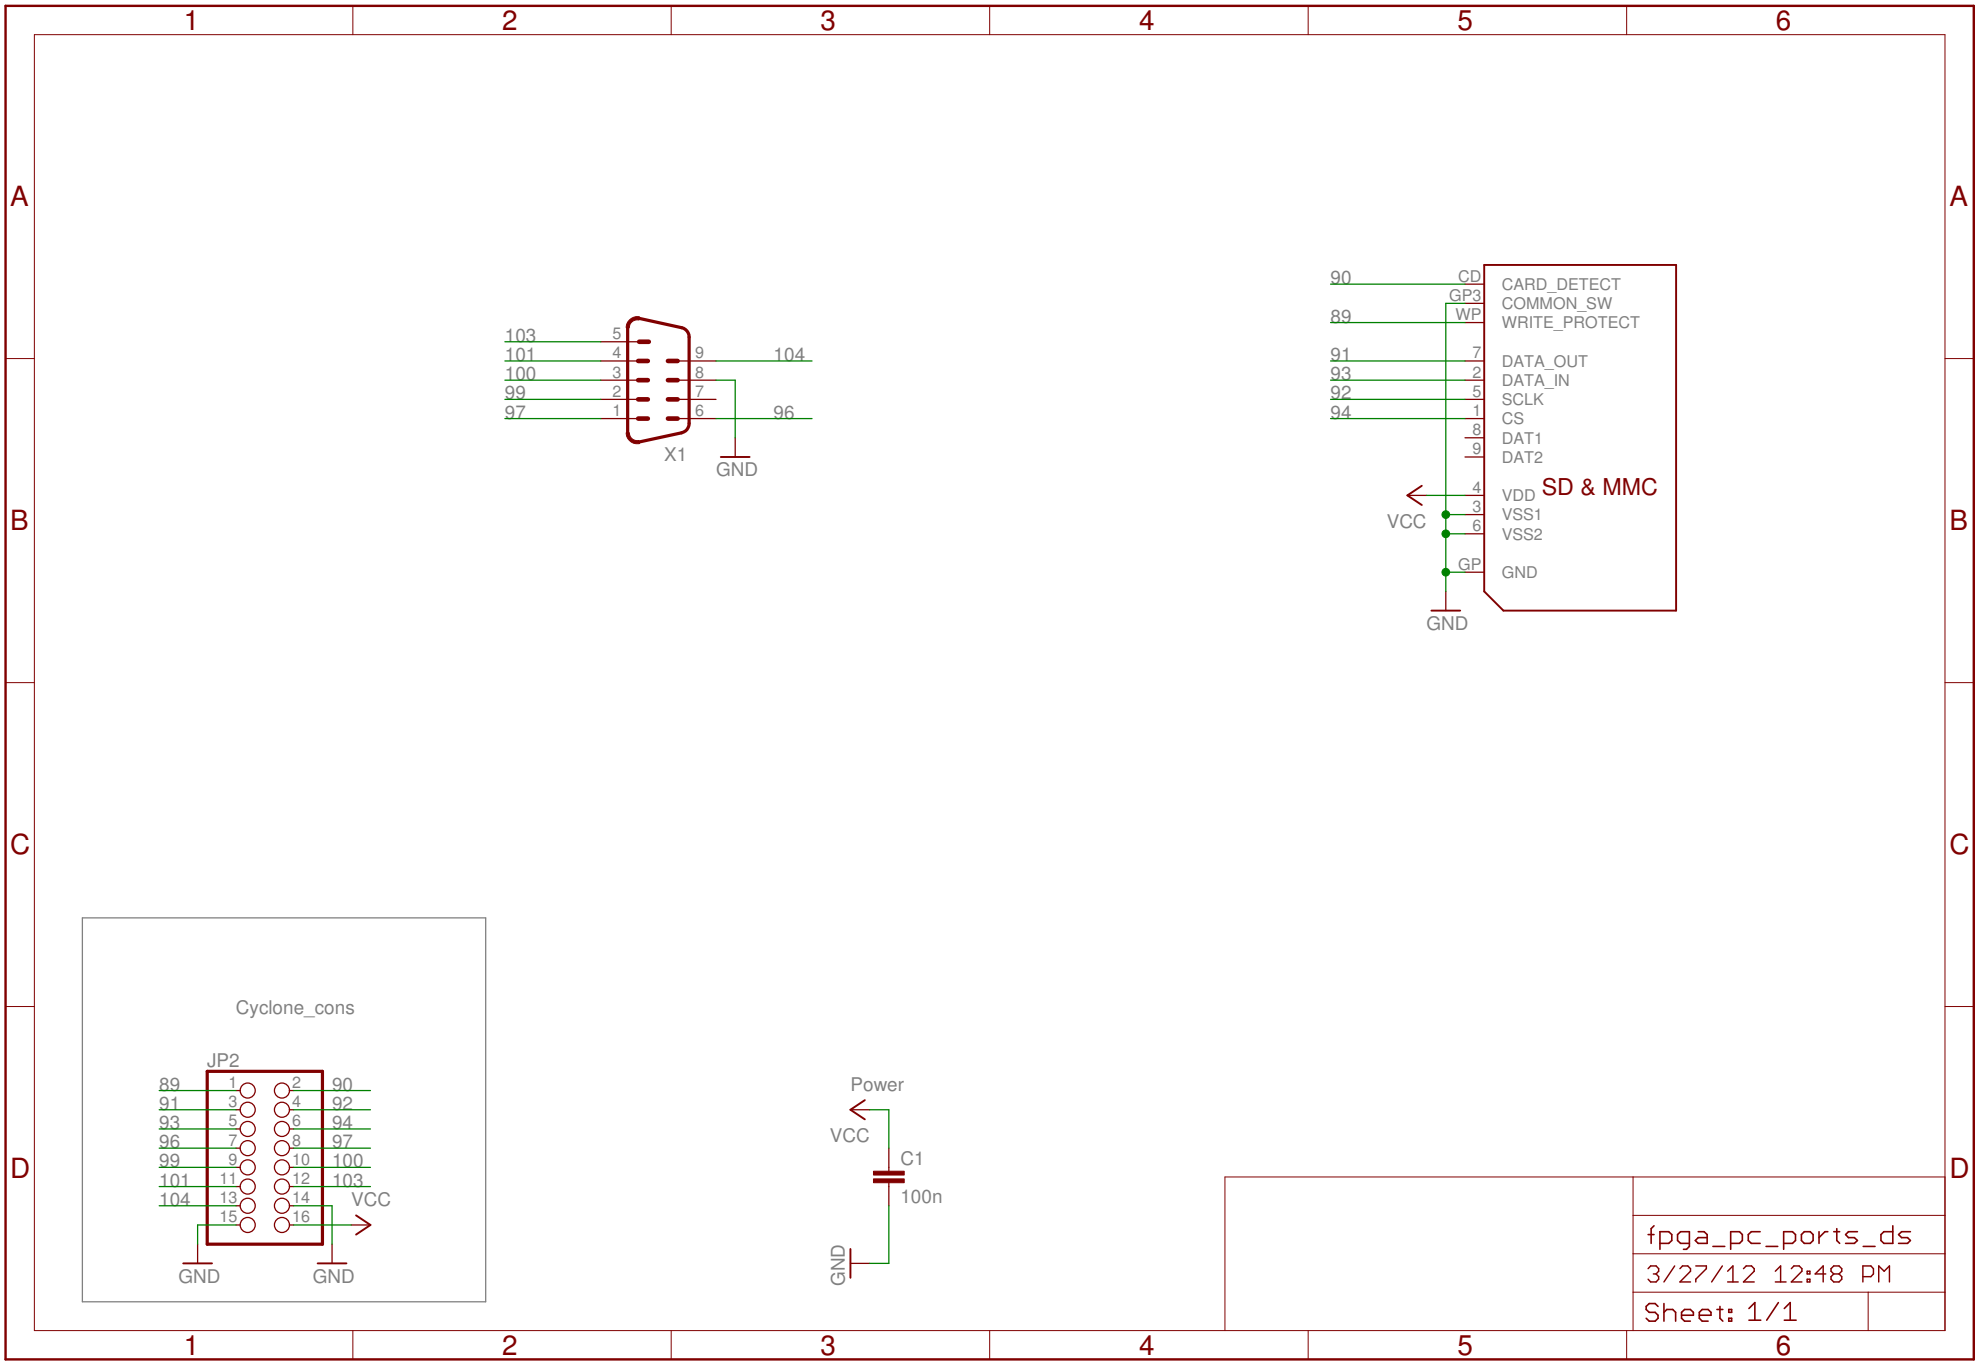 1 2 3 4 5 6
A A
90 CD CARD_DETECT
GP3 COMMON_SW
89 WP WRITE_PROTECT
103 5
101 4 9 104
91 7 DATA_OUT
100 3 8
93 2 DATA_IN
99 2 7
92 5 SCLK
97 1 6 96
94 1 CS
8 DAT1
X1
GND
9 DAT2
SD & MMC
4 VDD
VCC
3 VSS1
B B
6 VSS2
GP GND
GND
C C
Cyclone_cons
JP2
89 1 2 90
91 3 4 92
93 5 6 94
96 7 8 97
99 9 10 100
101 11 12 103
104 13 14 VCC
15 16
GND GND
Power
VCC
C1
100n
GND
D D
fpga_pc_ports_ds
3/27/12 12:48 PM
Sheet: 1/1
1 2 3 4 5 6